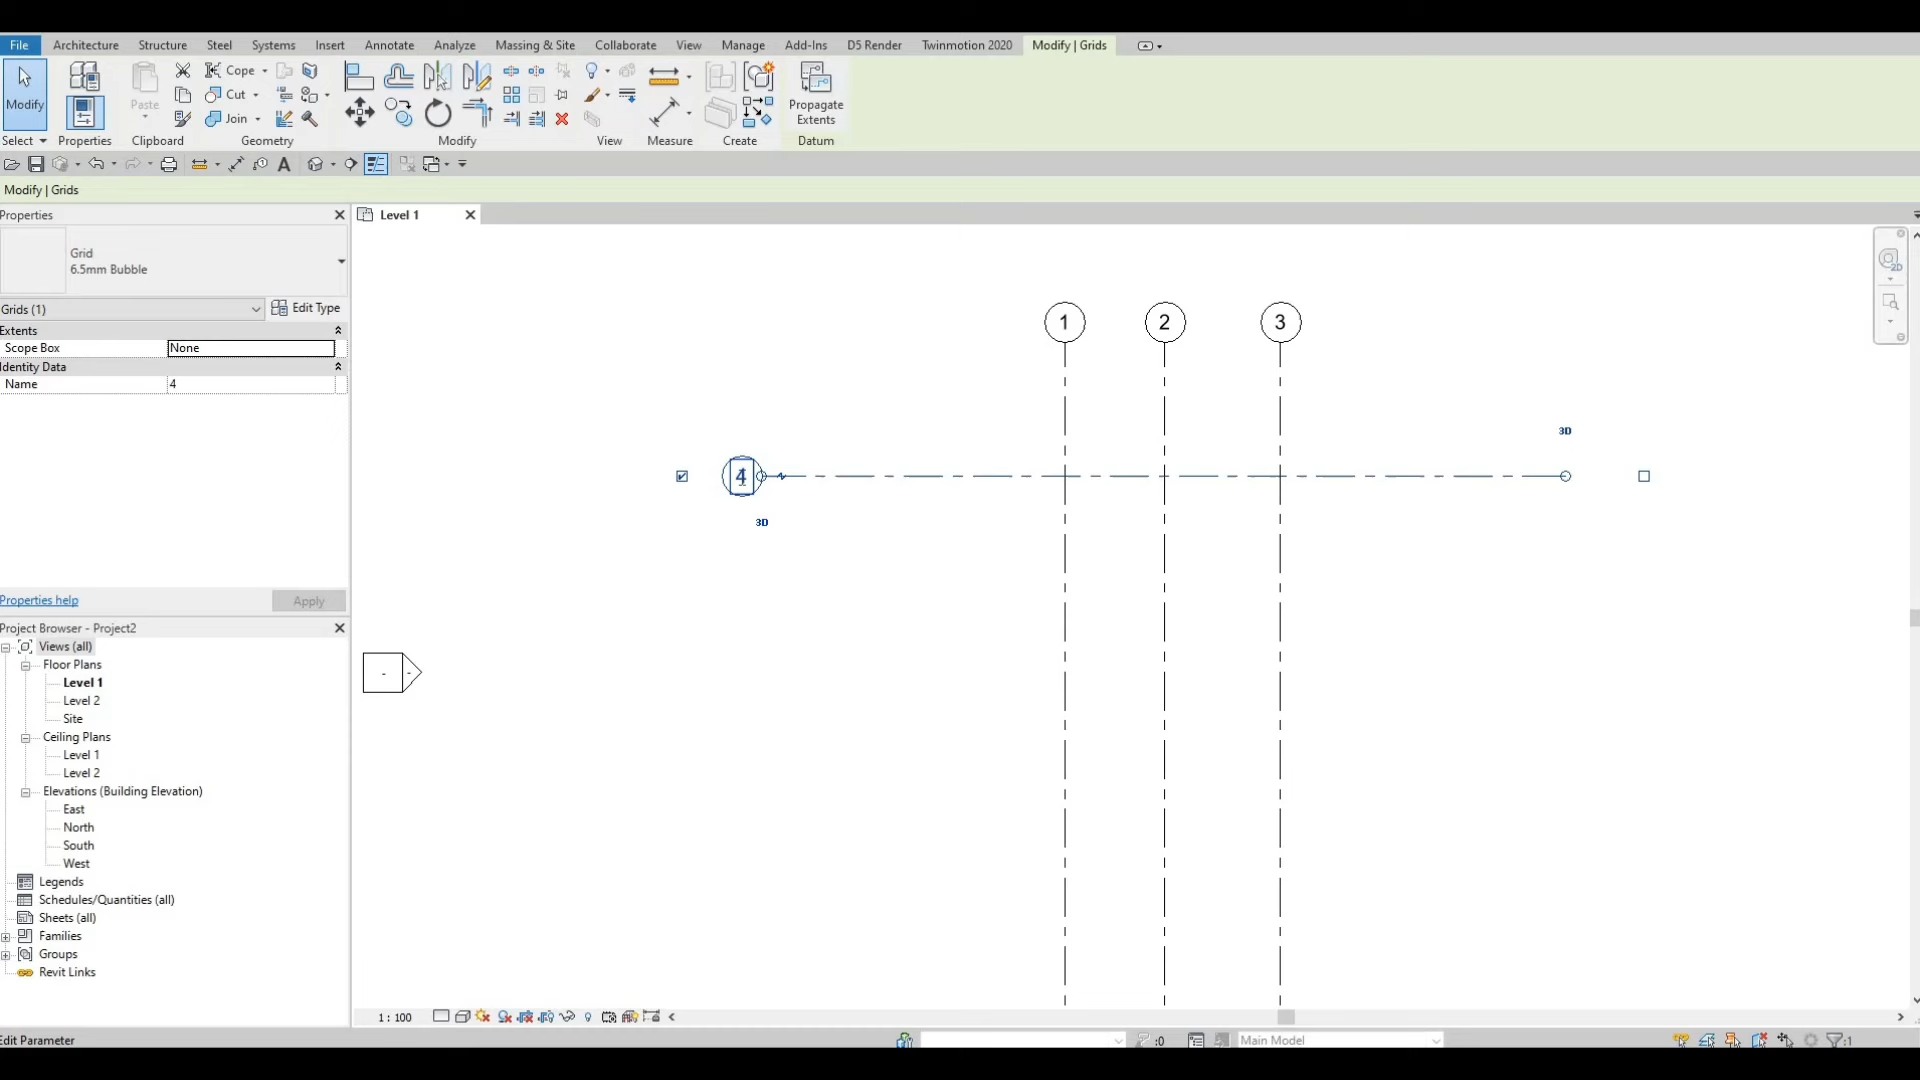 File Architecture Structure Steel Systems Insert Annotate Analyze Massing & Site Collaborate View Manage Add-Ins D5 Render Twinmotion 2020 Modify | Grids
Modify Paste Cope Cut Join Propagate Extents
Select Properties Clipboard Geometry Modify View Measure Create Datum
A
Modify | Grids
Properties
Level 1
Grid
6.5mm Bubble
2D
Grids (1) Edit Type
Extents
Scope Box None
Identity Data
Name 4
1 2 3
3D
4
3D
Properties help Apply
Project Browser - Project2
Views (all)
Floor Plans
Level 1
Level 2
Site
Ceiling Plans
Level 1
Level 2
Elevations (Building Elevation)
East
North
South
West
Legends
Schedules/Quantities (all)
Sheets (all)
Families
Groups
Revit Links
1 : 100
Edit Parameter :0 Main Model :1